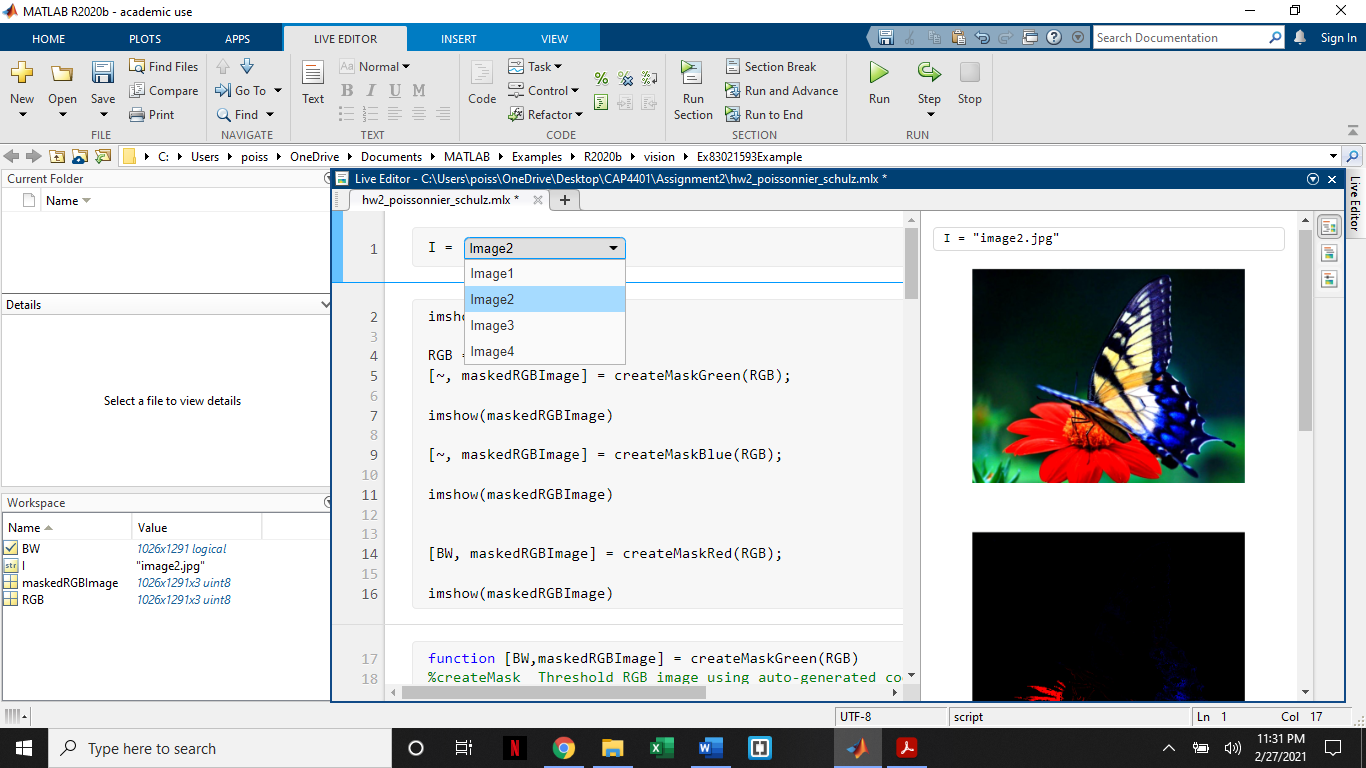 MATLAB R2020b - academic use
HOME PLOTS APPS LIVE EDITOR INSERT VIEW Search Documentation Sign In
New Open Save Find Files Compare Print
FILE
Go To Find
NAVIGATE
Text Aa Normal B I U M
TEXT
Code Task Control Refactor
CODE
Run Section Section Break Run and Advance Run to End
SECTION
Run Step Stop
RUN
C: Users poiss OneDrive Documents MATLAB Examples R2020b vision Ex83021593Example
Current Folder
Name
Details
Select a file to view details
Workspace
Name Value
BW 1026x1291 logical
str I "image2.jpg"
maskedRGBImage 1026x1291x3 uint8
RGB 1026x1291x3 uint8
Live Editor - C:\Users\poiss\OneDrive\Desktop\CAP4401\Assignment2\hw2_poissonnier_schulz.mlx *
hw2_poissonnier_schulz.mlx *
Live Editor
1 I = Image2
Image1
Image2
Image3
Image4
2
3
4 RGB
5 [~, maskedRGBImage] = createMaskGreen(RGB);
6
7 imshow(maskedRGBImage)
8
9 [~, maskedRGBImage] = createMaskBlue(RGB);
10
11 imshow(maskedRGBImage)
12
13
14 [BW, maskedRGBImage] = createMaskRed(RGB);
15
16 imshow(maskedRGBImage)
17 function [BW,maskedRGBImage] = createMaskGreen(RGB)
18 %createMask Threshold RGB image using auto-generated co
I = "image2.jpg"
UTF-8 script Ln 1 Col 17
Type here to search
11:31 PM
2/27/2021